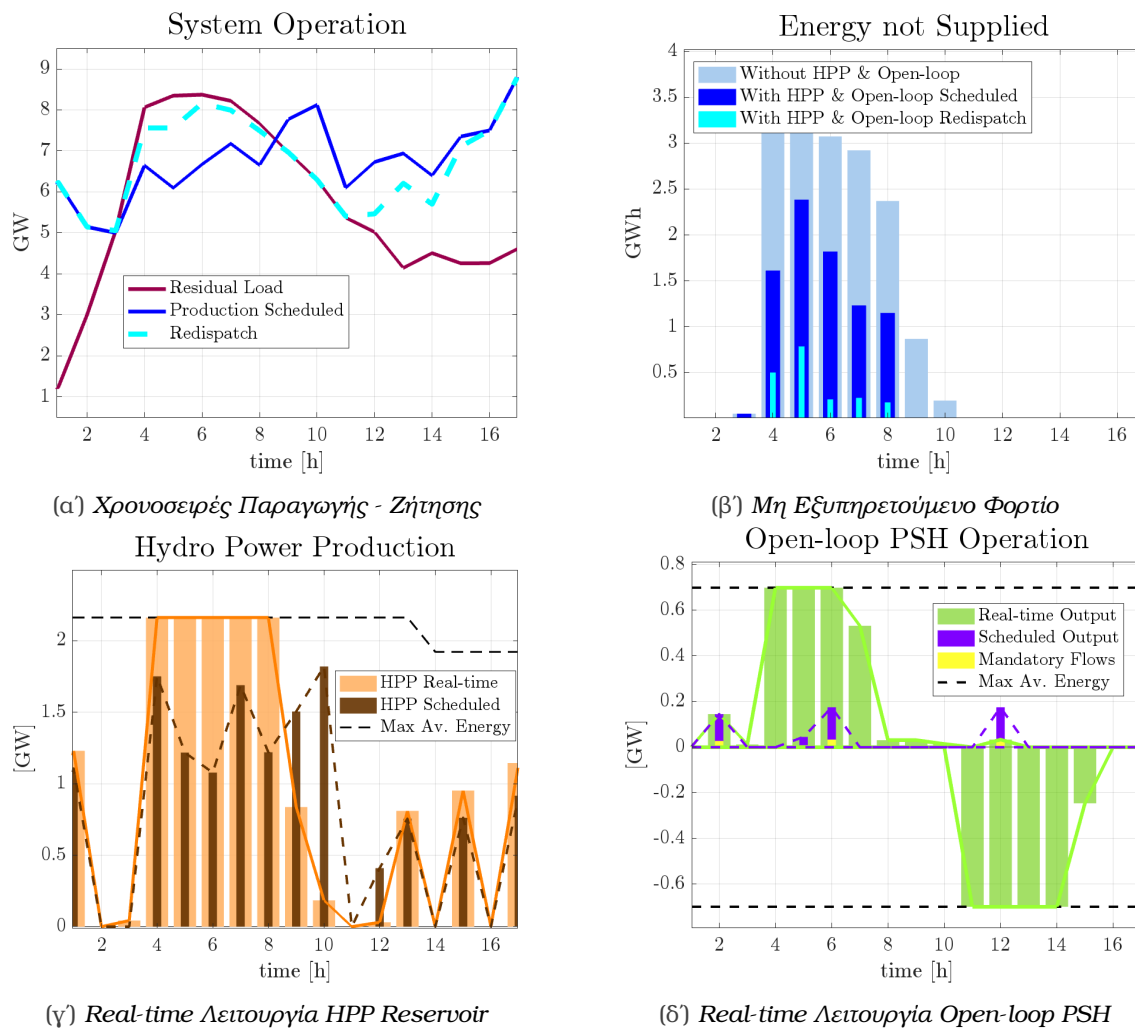 System Operation
9
8
7
6
5
4
3
2
1
GW
Residual Load
Production Scheduled
Redispatch
2 4 6 8 10 12 14 16
time [h]
(α΄) Χρονοσειρές Παραγωγής - Ζήτησης
Energy not Supplied
4
3.5
3
2.5
2
1.5
1
0.5
GWh
Without HPP & Open-loop
With HPP & Open-loop Scheduled
With HPP & Open-loop Redispatch
2 4 6 8 10 12 14 16
time [h]
(β΄) Μη Εξυπηρετούμενο Φορτίο
Hydro Power Production
2
1.5
1
0.5
0
[GW]
HPP Real-time
HPP Scheduled
Max Av. Energy
2 4 6 8 10 12 14 16
time [h]
(γ΄) Real-time Λειτουργία HPP Reservoir
Open-loop PSH Operation
0.8
0.6
0.4
0.2
0
-0.2
-0.4
-0.6
[GW]
Real-time Output
Scheduled Output
Mandatory Flows
Max Av. Energy
2 4 6 8 10 12 14 16
time [h]
(δ΄) Real-time Λειτουργία Open-loop PSH